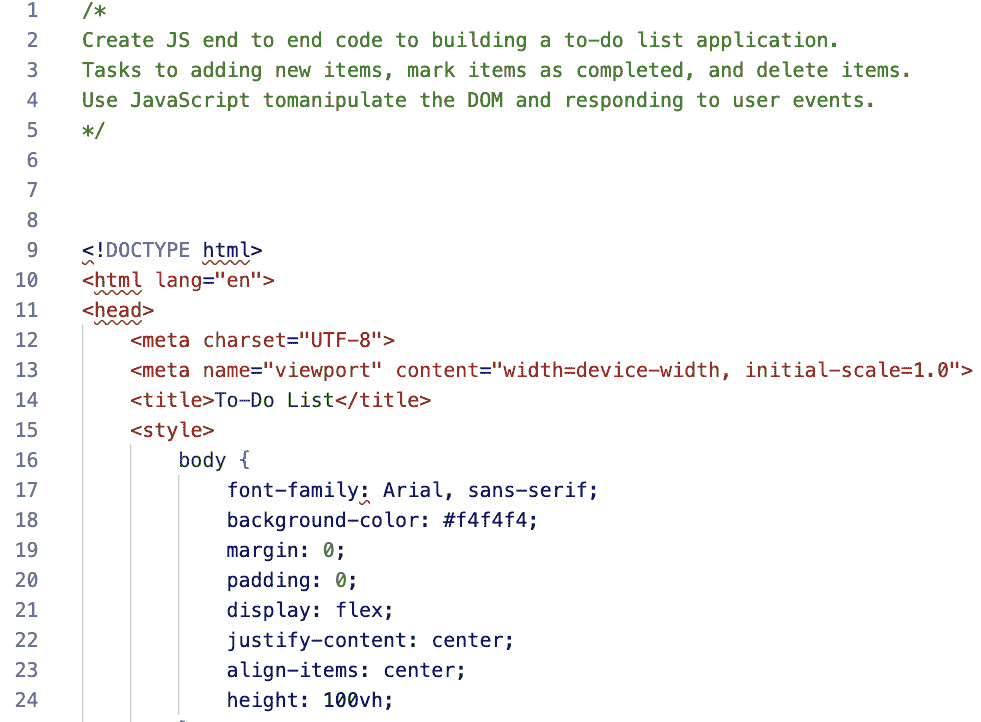 1 /*
2 Create JS end to end code to building a to-do list application.
3 Tasks to adding new items, mark items as completed, and delete items.
4 Use JavaScript tomanipulate the DOM and responding to user events.
5 */
6
7
8
9 <!DOCTYPE html>
10 <html lang="en">
11 <head>
12 <meta charset="UTF-8">
13 <meta name="viewport" content="width=device-width, initial-scale=1.0">
14 <title>To-Do List</title>
15 <style>
16 body {
17 font-family: Arial, sans-serif;
18 background-color: #f4f4f4;
19 margin: 0;
20 padding: 0;
21 display: flex;
22 justify-content: center;
23 align-items: center;
24 height: 100vh;